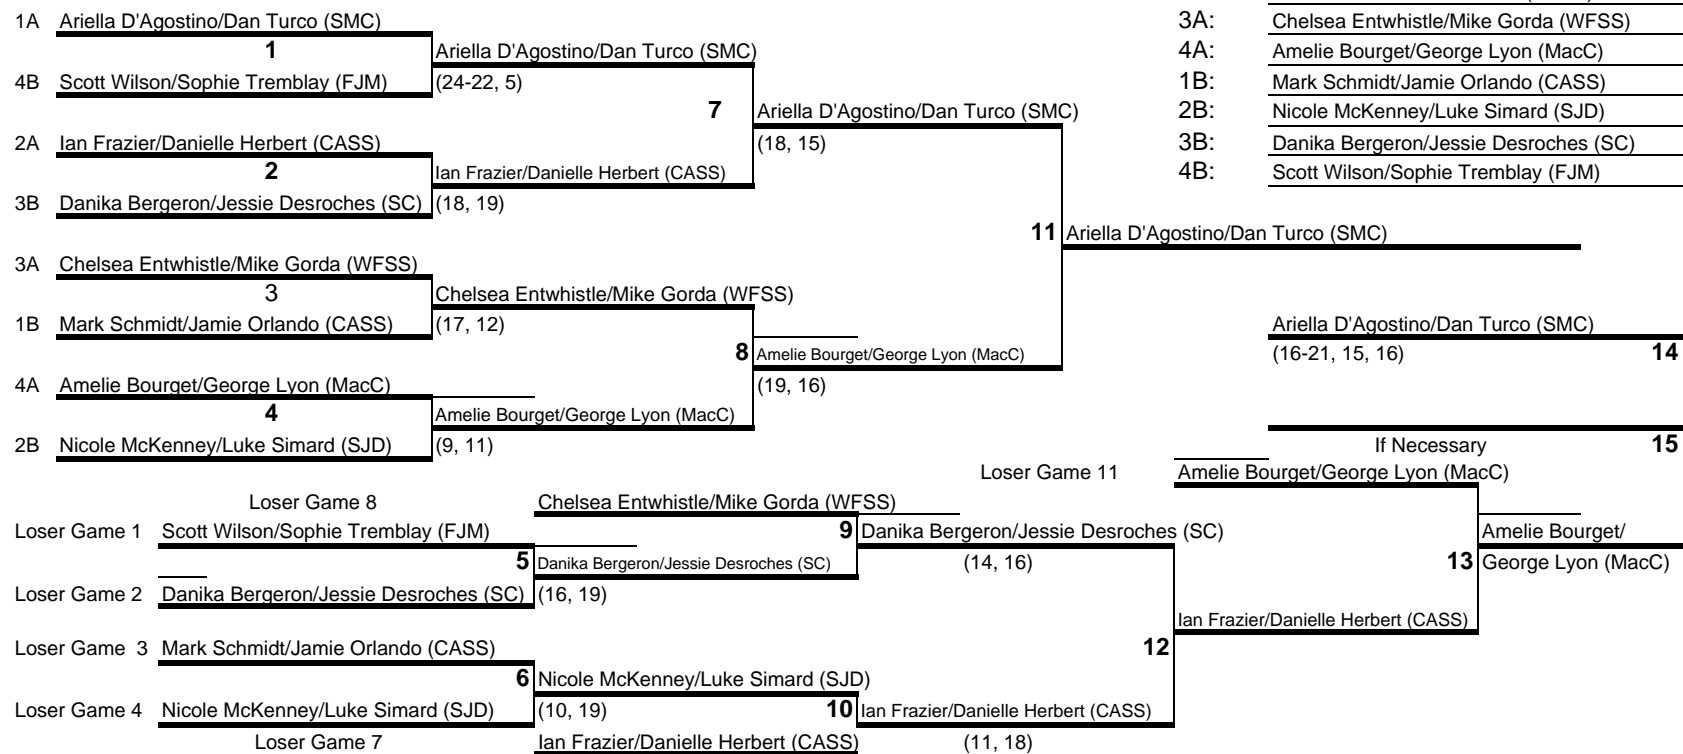 3A: Chelsea Entwhistle/Mike Gorda (WFSS)
4A: Amelie Bourget/George Lyon (MacC)
1B: Mark Schmidt/Jamie Orlando (CASS)
2B: Nicole McKenney/Luke Simard (SJD)
3B: Danika Bergeron/Jessie Desroches (SC)
4B: Scott Wilson/Sophie Tremblay (FJM)
1A Ariella D'Agostino/Dan Turco (SMC)
1 Ariella D'Agostino/Dan Turco (SMC)
4B Scott Wilson/Sophie Tremblay (FJM) (24-22, 5)
7 Ariella D'Agostino/Dan Turco (SMC)
2A Ian Frazier/Danielle Herbert (CASS) (18, 15)
2 Ian Frazier/Danielle Herbert (CASS)
3B Danika Bergeron/Jessie Desroches (SC) (18, 19)
11 Ariella D'Agostino/Dan Turco (SMC)
3A Chelsea Entwhistle/Mike Gorda (WFSS)
3 Chelsea Entwhistle/Mike Gorda (WFSS)
1B Mark Schmidt/Jamie Orlando (CASS) (17, 12) Ariella D'Agostino/Dan Turco (SMC)
8 Amelie Bourget/George Lyon (MacC) (16-21, 15, 16) 14
4A Amelie Bourget/George Lyon (MacC) (19, 16)
4 Amelie Bourget/George Lyon (MacC)
2B Nicole McKenney/Luke Simard (SJD) (9, 11) If Necessary 15
Loser Game 11 Amelie Bourget/George Lyon (MacC)
Loser Game 8 Chelsea Entwhistle/Mike Gorda (WFSS)
Loser Game 1 Scott Wilson/Sophie Tremblay (FJM) 9 Danika Bergeron/Jessie Desroches (SC) Amelie Bourget/
5 Danika Bergeron/Jessie Desroches (SC) (14, 16) 13 George Lyon (MacC)
Loser Game 2 Danika Bergeron/Jessie Desroches (SC) (16, 19)
Ian Frazier/Danielle Herbert (CASS)
Loser Game 3 Mark Schmidt/Jamie Orlando (CASS) 12
6 Nicole McKenney/Luke Simard (SJD)
Loser Game 4 Nicole McKenney/Luke Simard (SJD) (10, 19) 10 Ian Frazier/Danielle Herbert (CASS)
Loser Game 7 Ian Frazier/Danielle Herbert (CASS) (11, 18)